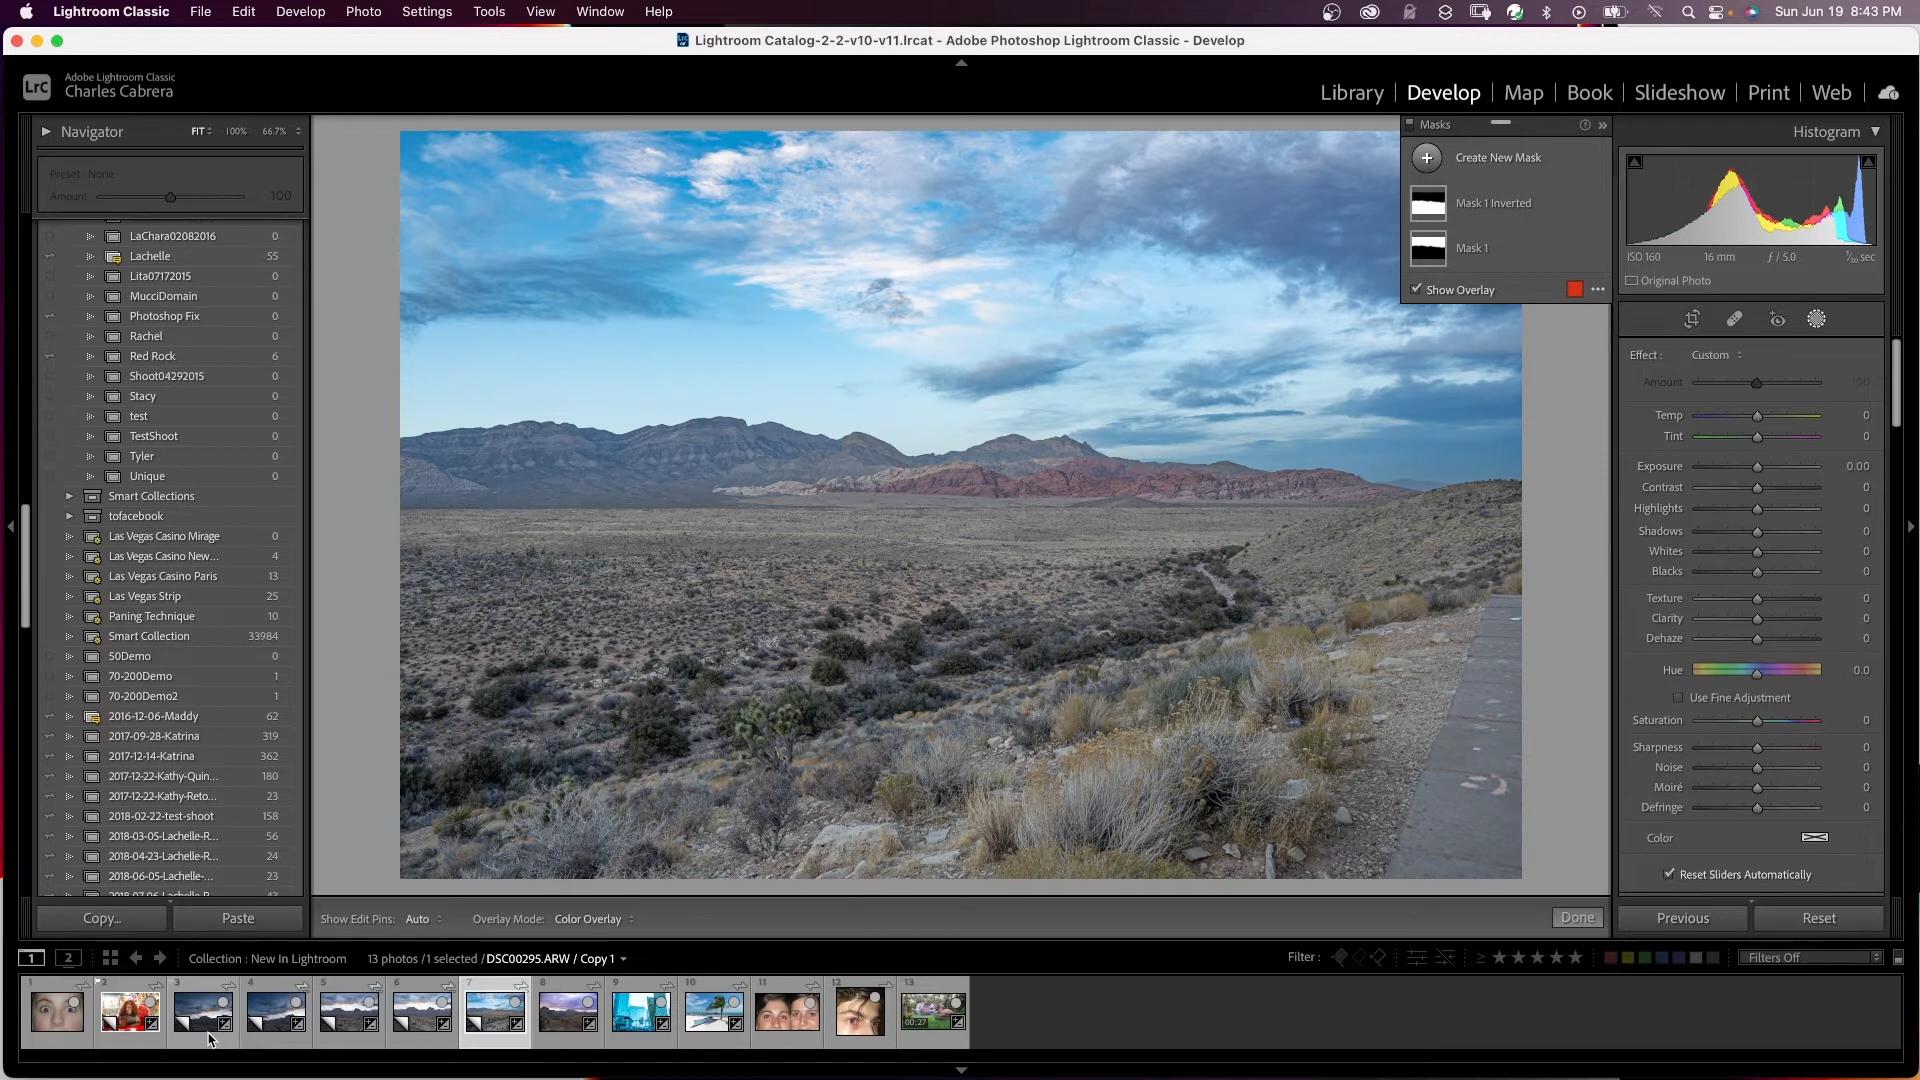 Lightroom Classic File Edit Develop Photo Settings Tools View Window Help Sun Jun 19 8:43 PM
Lightroom Catalog-2-2-v10-v11.lrcat - Adobe Photoshop Lightroom Classic - Develop
LrC Adobe Lightroom Classic
Charles Cabrera
Library | Develop | Map | Book | Slideshow | Print | Web
Navigator FIT 100% 66.7%
Preset : None
Amount 100
LaChara02082016 0
Lachelle 55
Lita07172015 0
MucciDomain 0
Photoshop Fix 0
Rachel 0
Red Rock 6
Shoot04292015 0
Stacy 0
test 0
TestShoot 0
Tyler 0
Unique 0
Smart Collections
tofacebook
Las Vegas Casino Mirage 0
Las Vegas Casino New... 4
Las Vegas Casino Paris 13
Las Vegas Strip 25
Paning Technique 10
Smart Collection 33984
50Demo 0
70-200Demo 1
70-200Demo2 1
2016-12-06-Maddy 62
2017-09-28-Katrina 319
2017-12-14-Katrina 362
2017-12-22-Kathy-Quin... 180
2017-12-22-Kathy-Reto... 23
2018-02-22-test-shoot 158
2018-03-05-Lachelle-R... 56
2018-04-23-Lachelle-R... 24
2018-06-05-Lachelle-... 23
Copy... Paste
Masks
Create New Mask
Mask 1 Inverted
Mask 1
Show Overlay
Histogram
ISO 160 16 mm ƒ / 5.0 1/30 sec
Original Photo
Effect : Custom
Amount 100
Temp 0
Tint 0
Exposure 0.00
Contrast 0
Highlights 0
Shadows 0
Whites 0
Blacks 0
Texture 0
Clarity 0
Dehaze 0
Hue 0.0
Use Fine Adjustment
Saturation 0
Sharpness 0
Noise 0
Moiré 0
Defringe 0
Color
Reset Sliders Automatically
Previous Reset
Show Edit Pins: Auto Overlay Mode: Color Overlay Done
1 2 Collection : New In Lightroom 13 photos /1 selected /DSC00295.ARW / Copy 1 Filter : Filters Off
1 2 3 4 5 6 7 8 9 10 11 12 13
00:27